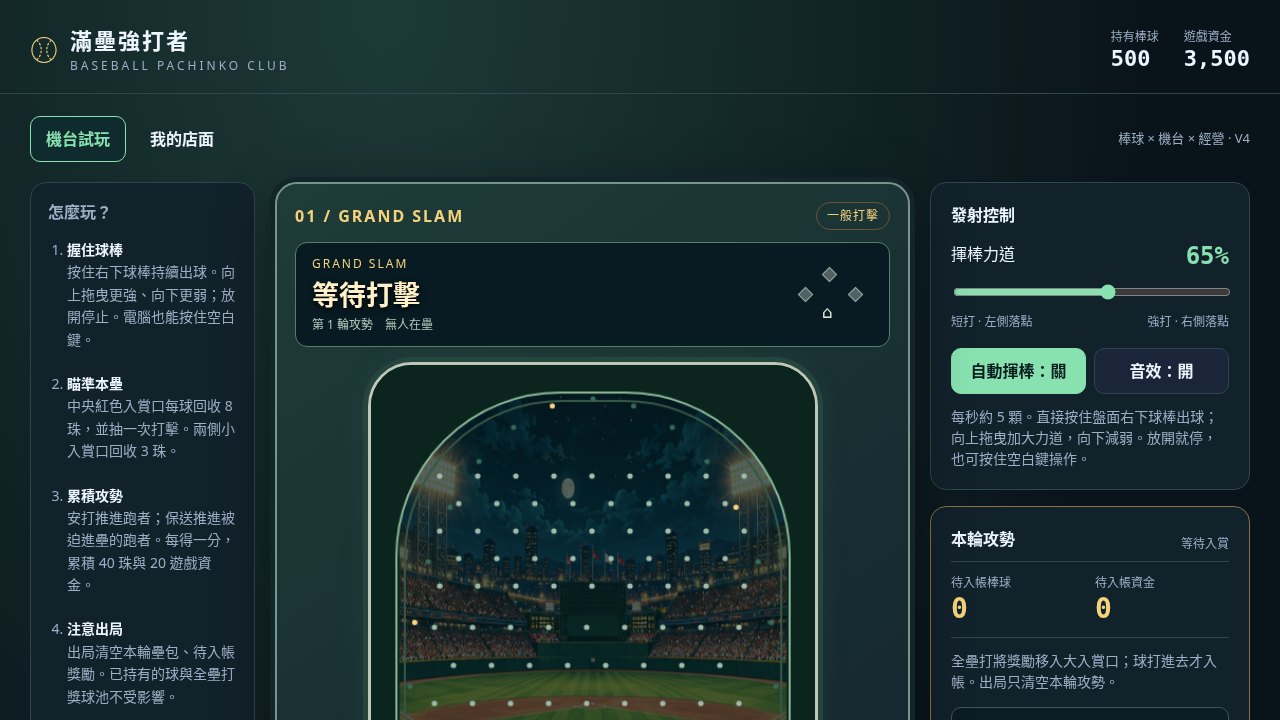 滿壘強打者
BASEBALL PACHINKO CLUB
持有棒球
500
遊戲資金
3,500
機台試玩
我的店面
棒球 × 機台 × 經營 · V4
怎麼玩？
1. 握住球棒
按住右下球棒持續出球。向
上拖曳更強、向下更弱；放
開停止。電腦也能按住空白
鍵。
2. 瞄準本壘
中央紅色入賞口每球回收 8
珠，並抽一次打擊。兩側小
入賞口回收 3 珠。
3. 累積攻勢
安打推進跑者；保送推進被
迫進壘的跑者。每得一分，
累積 40 珠與 20 遊戲資
金。
4. 注意出局
出局清空本輪壘包、待入帳
獎勵。已持有的球與全壘打
獎球池不受影響。
01 / GRAND SLAM
一般打擊
GRAND SLAM
等待打擊
第 1 輪攻勢　無人在壘
發射控制
揮棒力道
65%
短打 · 左側落點
強打 · 右側落點
自動揮棒：關
音效：開
每秒約 5 顆。直接按住盤面右下球棒出球；
向上拖曳加大力道，向下減弱。放開就停，
也可按住空白鍵操作。
本輪攻勢
等待入賞
待入帳棒球
0
待入帳資金
0
全壘打將獎勵移入大入賞口；球打進去才入
帳。出局只清空本輪攻勢。